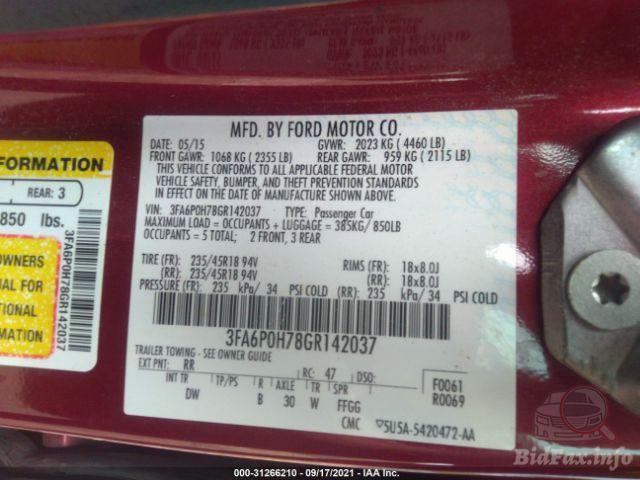 MFD. BY FORD MOTOR CO.
05/15 GVWR: 2023 KG ( 4460 LB)
FRONT GAWR: 1068 KG ( 2355 LB) REAR GAWR: 959 KG ( 2115 LB)
THIS VEHICLE CONFORMS TO ALL APPLICABLE FEDERAL MOTOR
VEHICLE SAFETY, BUMPER, AND THEFT PREVENTION STANDARDS
IN EFFECT ON THE DATE OF MANUFACTURE SHOWN ABOVE.
VIN: 3FA6P0H78GR142037 TYPE: Passenger Car
MAXIMUM LOAD = OCCUPANTS + LUGGAGE = 385KG/ 850LB
OCCUPANTS = 5 TOTAL: 2 FRONT, 3 REAR
TIRE (FR): 235/45R18 94V RIMS (FR): 18x8.0J
(RR): 235/45R18 94V (RR): 18x8.0J
PRESSURE (FR): 235 kPa/ 34 PSI COLD (RR): 235 kPa/ 34 PSI COLD
3FA6P0H78GR142037
TRAILER TOWING - SEE OWNER GUIDE
EXT PNT: RR RC: 47 DSO:
INT TR TP/PS R AXLE TR SPR
DW B 30 W FFGG
F0061
R0069
CMC 5U5A-5420472-AA
FORMATION
REAR: 3
850 lbs.
OWNERS
UAL FOR
IONAL
MATION
3FA6P0H78GR142037
000-31266210 - 09/17/2021 - IAA Inc.
BidFax.info